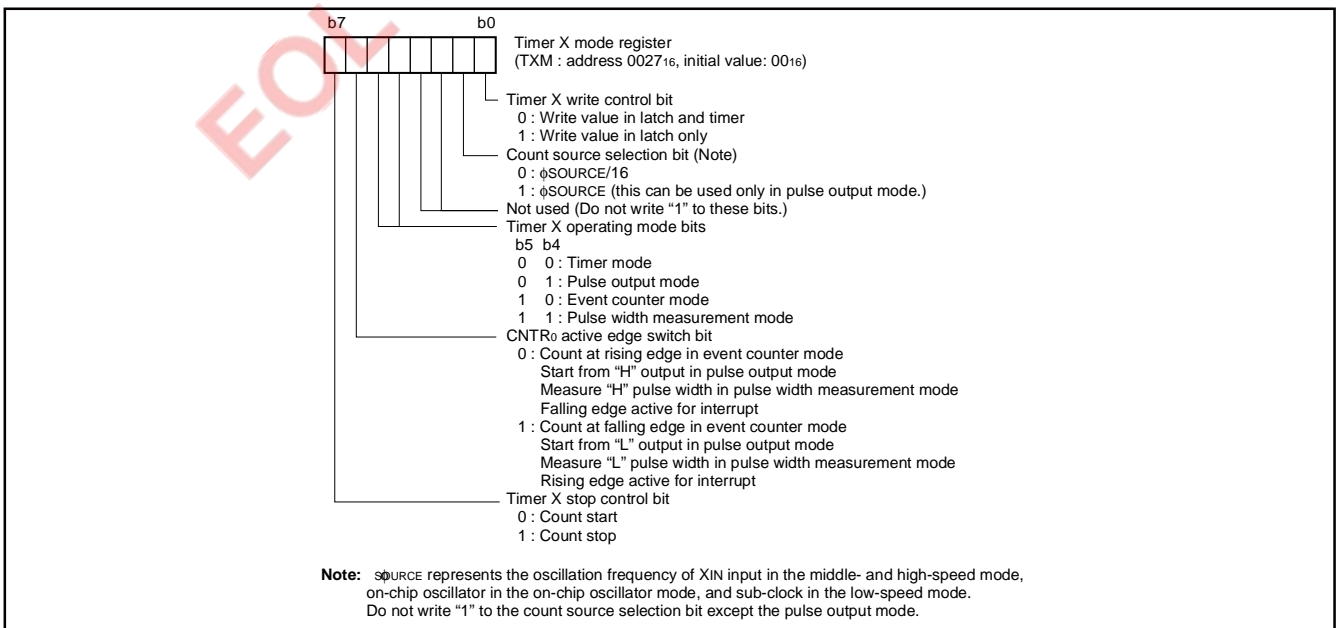 b7 b0
Timer X mode register
(TXM : address 002716, initial value: 0016)
Timer X write control bit
0 : Write value in latch and timer
1 : Write value in latch only
Count source selection bit (Note)
0 : ϕSOURCE/16
1 : ϕSOURCE (this can be used only in pulse output mode.)
Not used (Do not write “1” to these bits.)
Timer X operating mode bits
b5 b4
0 0 : Timer mode
0 1 : Pulse output mode
1 0 : Event counter mode
1 1 : Pulse width measurement mode
CNTR0 active edge switch bit
0 : Count at rising edge in event counter mode
Start from “H” output in pulse output mode
Measure “H” pulse width in pulse width measurement mode
Falling edge active for interrupt
1 : Count at falling edge in event counter mode
Start from “L” output in pulse output mode
Measure “L” pulse width in pulse width measurement mode
Rising edge active for interrupt
Timer X stop control bit
0 : Count start
1 : Count stop
Note: ϕSOURCE represents the oscillation frequency of XIN input in the middle- and high-speed mode,
on-chip oscillator in the on-chip oscillator mode, and sub-clock in the low-speed mode.
Do not write “1” to the count source selection bit except the pulse output mode.
EOL